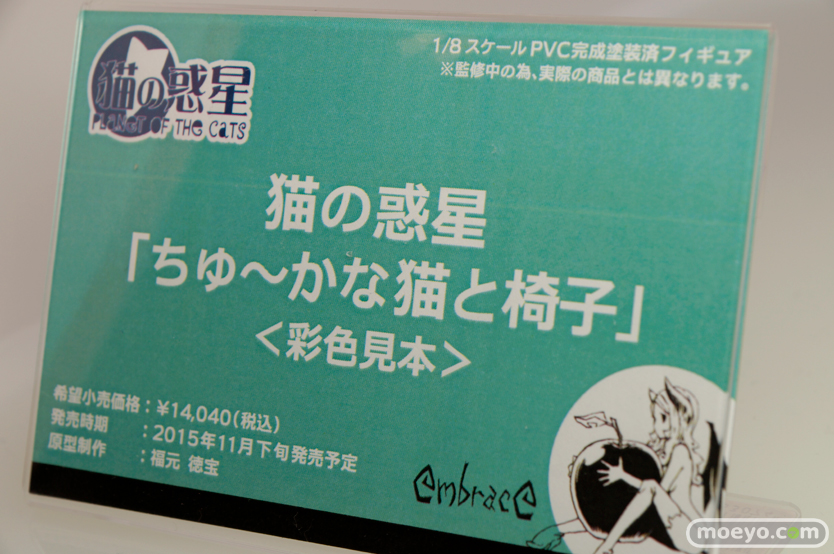 1/8 スケール PVC完成塗装済フィギュア
※監修中の為、実際の商品とは異なります。
猫の惑星
PLANET OF THE CATS
猫の惑星
「ちゅ～かな猫と椅子」
＜彩色見本＞
希望小売価格：￥14,040(税込)
発売時期　：2015年11月下旬発売予定
原型制作　：福元 徳宝
embrace
moeyo.com